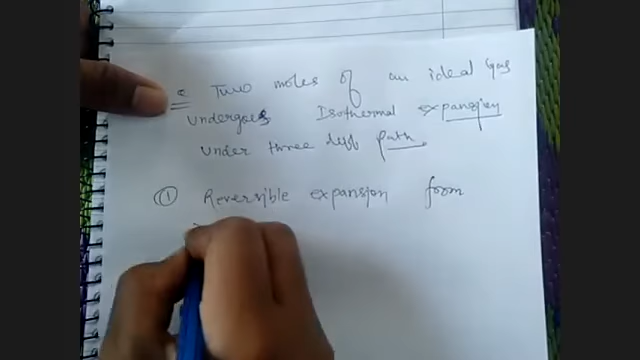 Two moles of an ideal gas
undergoes Isothermal expansion
under three diff path.
① Reversible expansion from